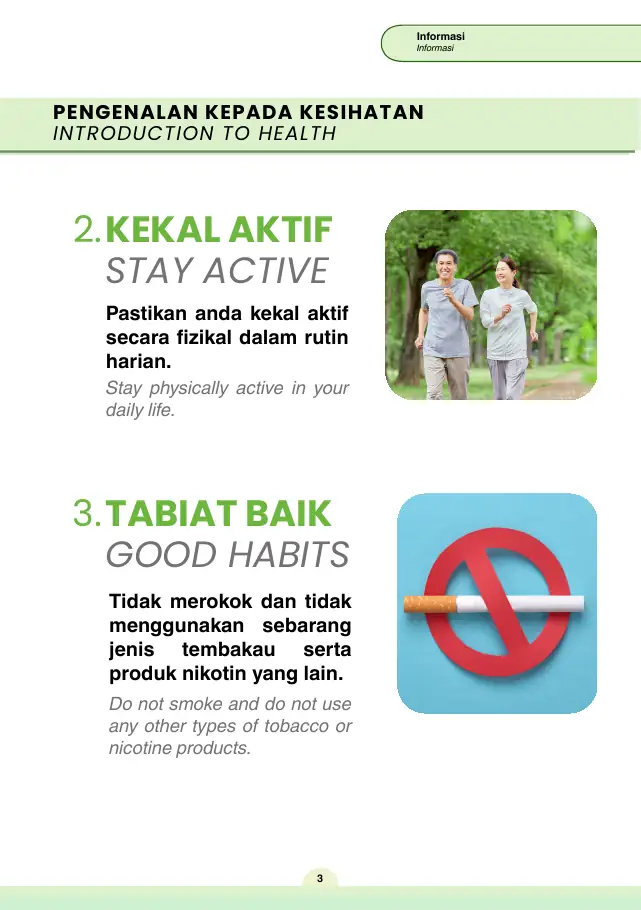 Informasi
Informasi
PENGENALAN KEPADA KESIHATAN
INTRODUCTION TO HEALTH
2. KEKAL AKTIF
STAY ACTIVE
Pastikan anda kekal aktif
secara fizikal dalam rutin
harian.
Stay physically active in your
daily life.
3. TABIAT BAIK
GOOD HABITS
Tidak merokok dan tidak
menggunakan sebarang
jenis tembakau serta
produk nikotin yang lain.
Do not smoke and do not use
any other types of tobacco or
nicotine products.
3